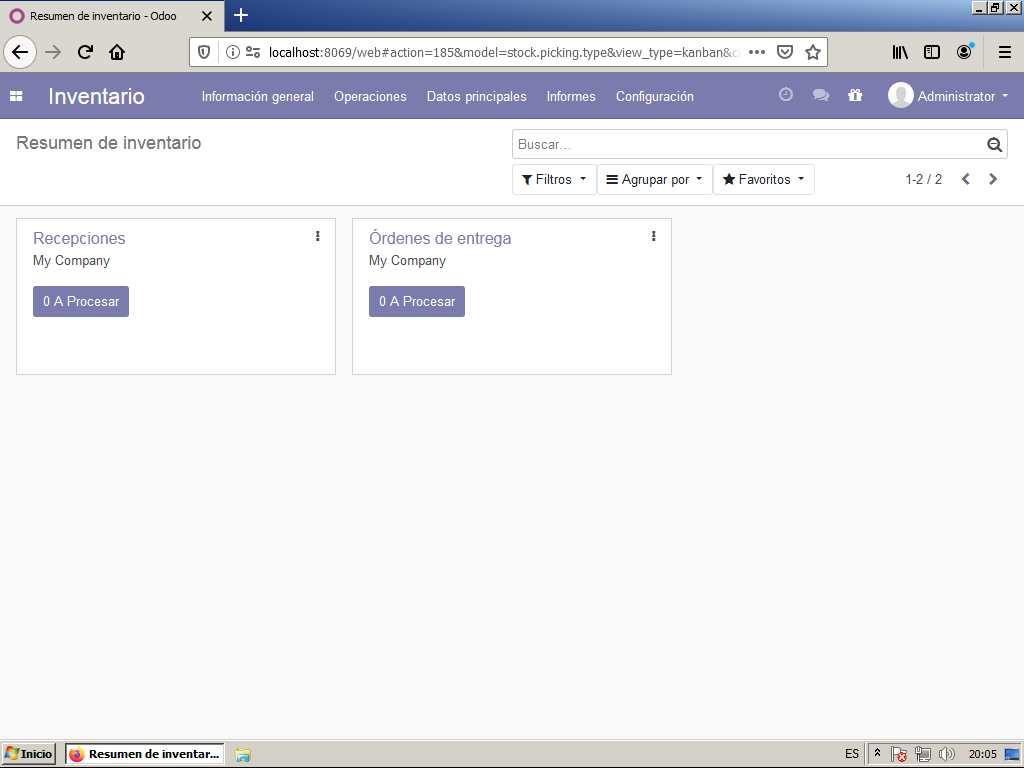 Resumen de inventario - Odoo
localhost:8069/web#action=185&model=stock.picking.type&view_type=kanban&c
Inventario
Información general
Operaciones
Datos principales
Informes
Configuración
Administrator
Resumen de inventario
Buscar...
Filtros
Agrupar por
Favoritos
1-2 / 2
Recepciones
My Company
0 A Procesar
Órdenes de entrega
My Company
0 A Procesar
Inicio
Resumen de inventar...
ES
20:05